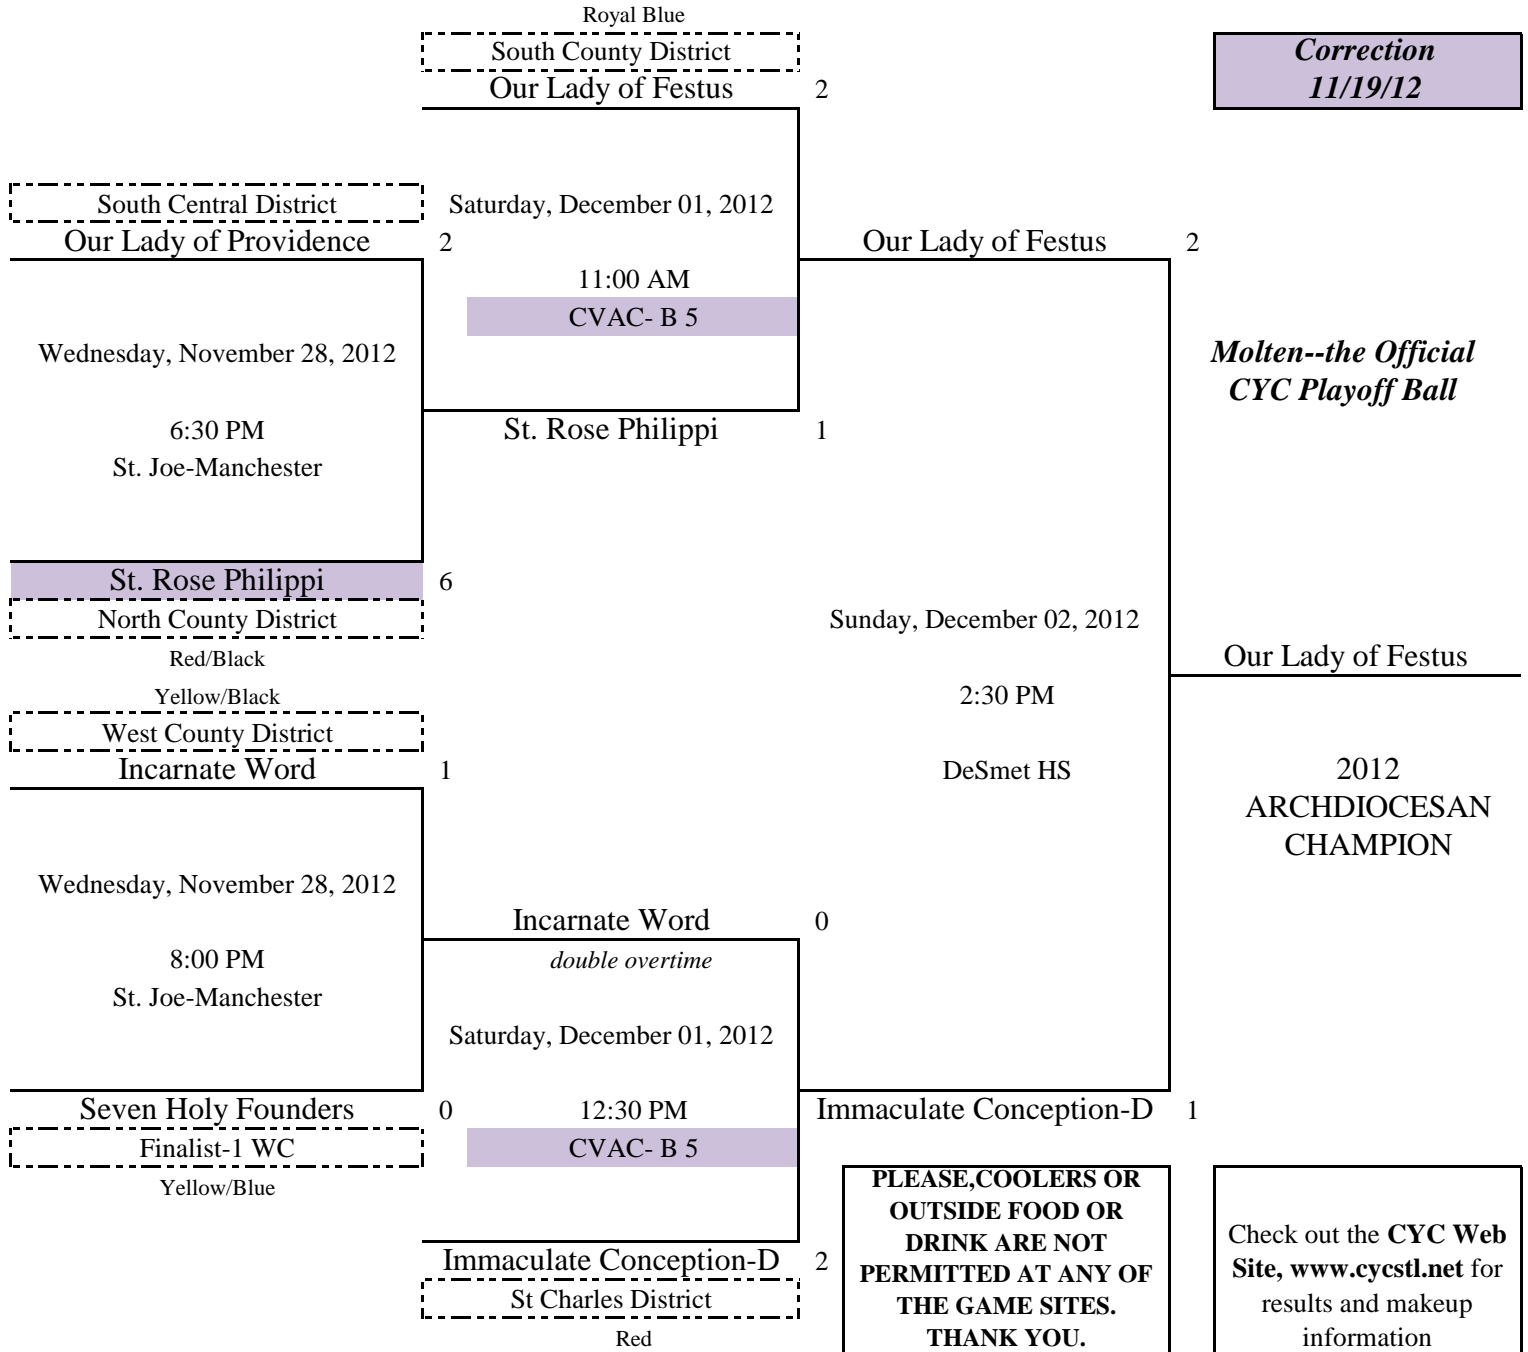 Royal Blue
South County District
Our Lady of Festus 2
Correction
11/19/12
South Central District
Saturday, December 01, 2012
Our Lady of Providence 2
Our Lady of Festus 2
11:00 AM
CVAC- B 5
Wednesday, November 28, 2012
Molten--the Official
CYC Playoff Ball
6:30 PM
St. Rose Philippi 1
St. Joe-Manchester
St. Rose Philippi 6
North County District
Sunday, December 02, 2012
Red/Black
Our Lady of Festus
Yellow/Black
2:30 PM
West County District
Incarnate Word 1
DeSmet HS
2012
ARCHDIOCESAN
CHAMPION
Wednesday, November 28, 2012
Incarnate Word 0
8:00 PM
double overtime
St. Joe-Manchester
Saturday, December 01, 2012
Seven Holy Founders 0
12:30 PM
Immaculate Conception-D 1
Finalist-1 WC
CVAC- B 5
Yellow/Blue
PLEASE,COOLERS OR
OUTSIDE FOOD OR
DRINK ARE NOT
PERMITTED AT ANY OF
THE GAME SITES.
THANK YOU.
Check out the CYC Web
Site, www.cycstl.net for
results and makeup
information
Immaculate Conception-D 2
St Charles District
Red